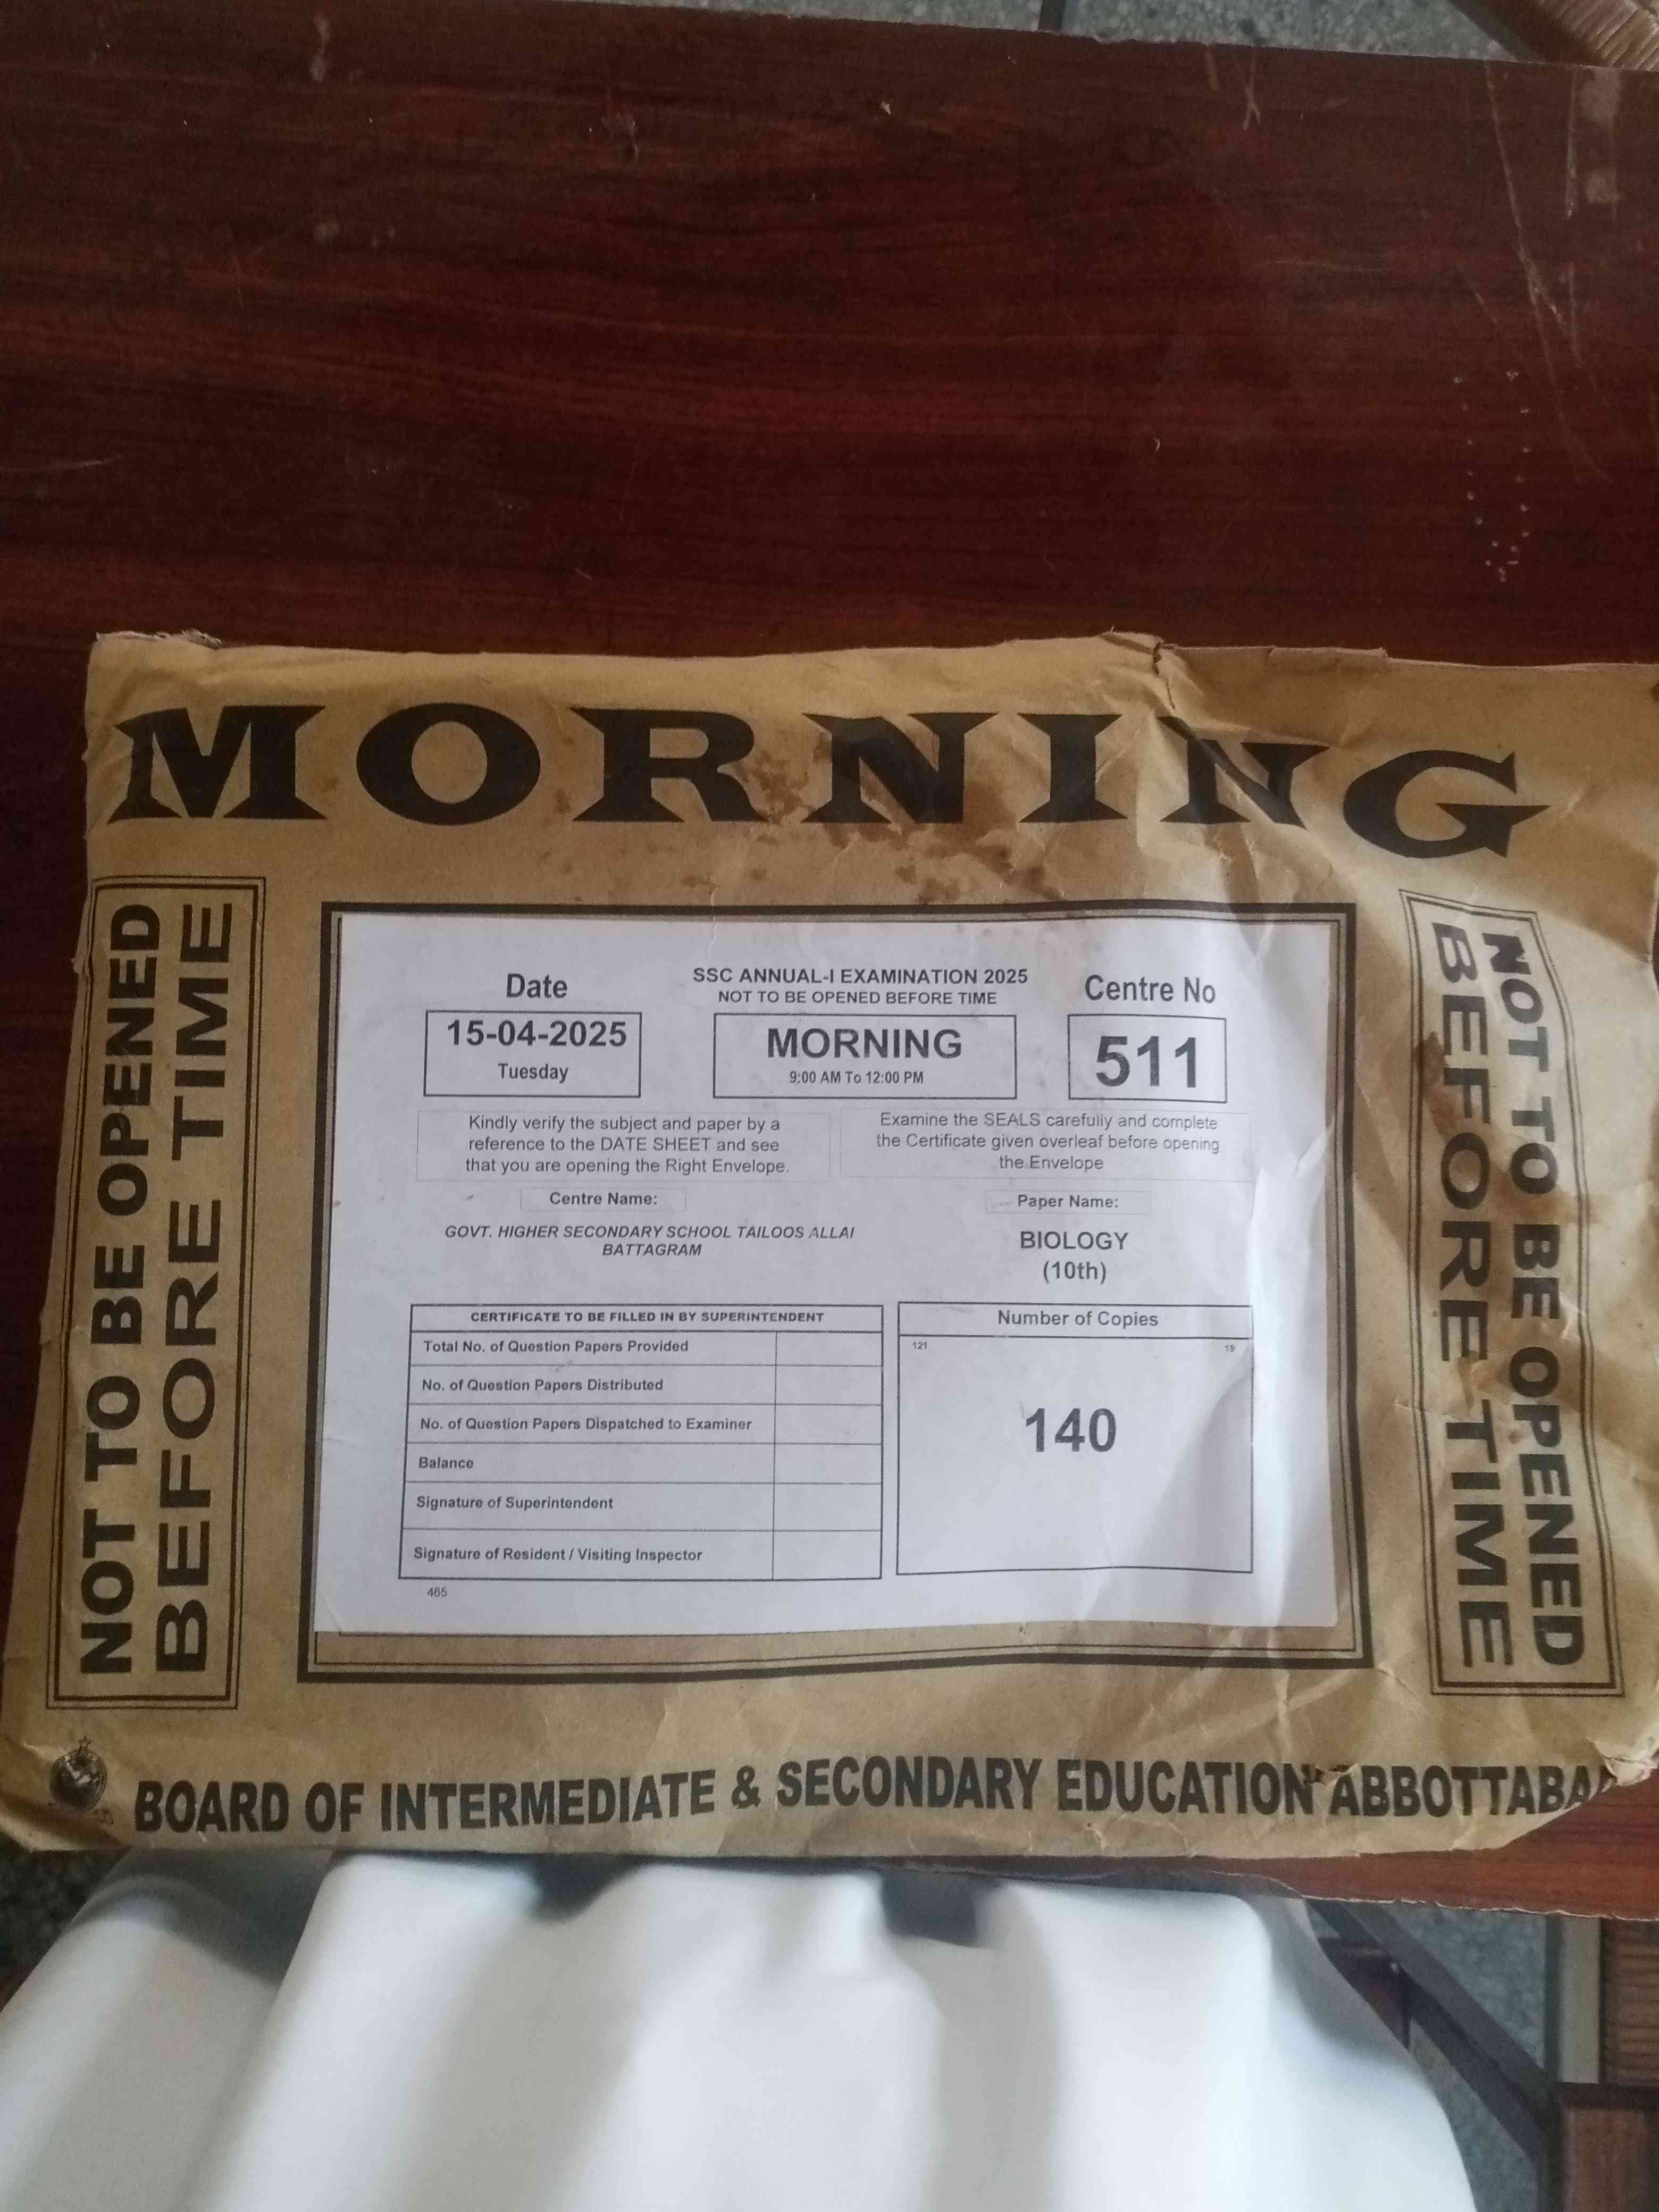 MORNING
NOT TO BE OPENED
BEFORE TIME
Date
15-04-2025
Tuesday
SSC ANNUAL-I EXAMINATION 2025
NOT TO BE OPENED BEFORE TIME
MORNING
9:00 AM To 12:00 PM
Centre No
511
Kindly verify the subject and paper by a
reference to the DATE SHEET and see
that you are opening the Right Envelope.
Examine the SEALS carefully and complete
the Certificate given overleaf before opening
the Envelope
Centre Name:
GOVT. HIGHER SECONDARY SCHOOL TAILOOS ALLAI
BATTAGRAM
Paper Name:
BIOLOGY
(10th)
CERTIFICATE TO BE FILLED IN BY SUPERINTENDENT
Total No. of Question Papers Provided
No. of Question Papers Distributed
No. of Question Papers Dispatched to Examiner
Balance
Signature of Superintendent
Signature of Resident / Visiting Inspector
465
Number of Copies
121 19
140
NOT TO BE OPENED
BEFORE TIME
BOARD OF INTERMEDIATE & SECONDARY EDUCATION ABBOTTABAD